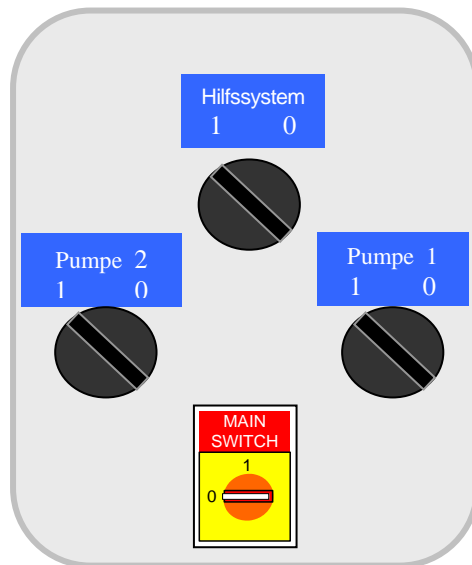 Hilfssystem
1 0
Pumpe 2
1 0
Pumpe 1
1 0
MAIN
SWITCH
1
0